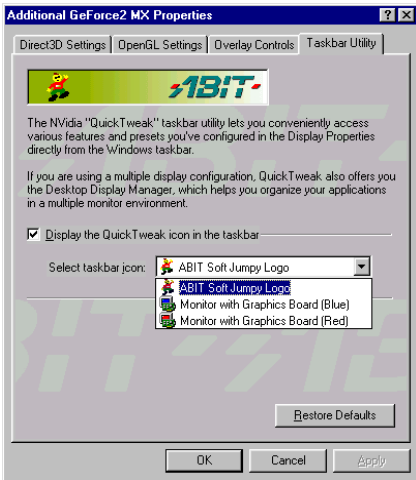 Additional GeForce2 MX Properties
Direct3D Settings OpenGL Settings Overlay Controls Taskbar Utility
ABIT
The NVidia "QuickTweak" taskbar utility lets you conveniently access
various features and presets you've configured in the Display Properties
directly from the Windows taskbar.
If you are using a multiple display configuration, QuickTweak also offers you
the Desktop Display Manager, which helps you organize your applications
in a multiple monitor environment.
Display the QuickTweak icon in the taskbar
Select taskbar icon: ABIT Soft Jumpy Logo
ABIT Soft Jumpy Logo
Monitor with Graphics Board (Blue)
Monitor with Graphics Board (Red)
Restore Defaults
OK Cancel Apply